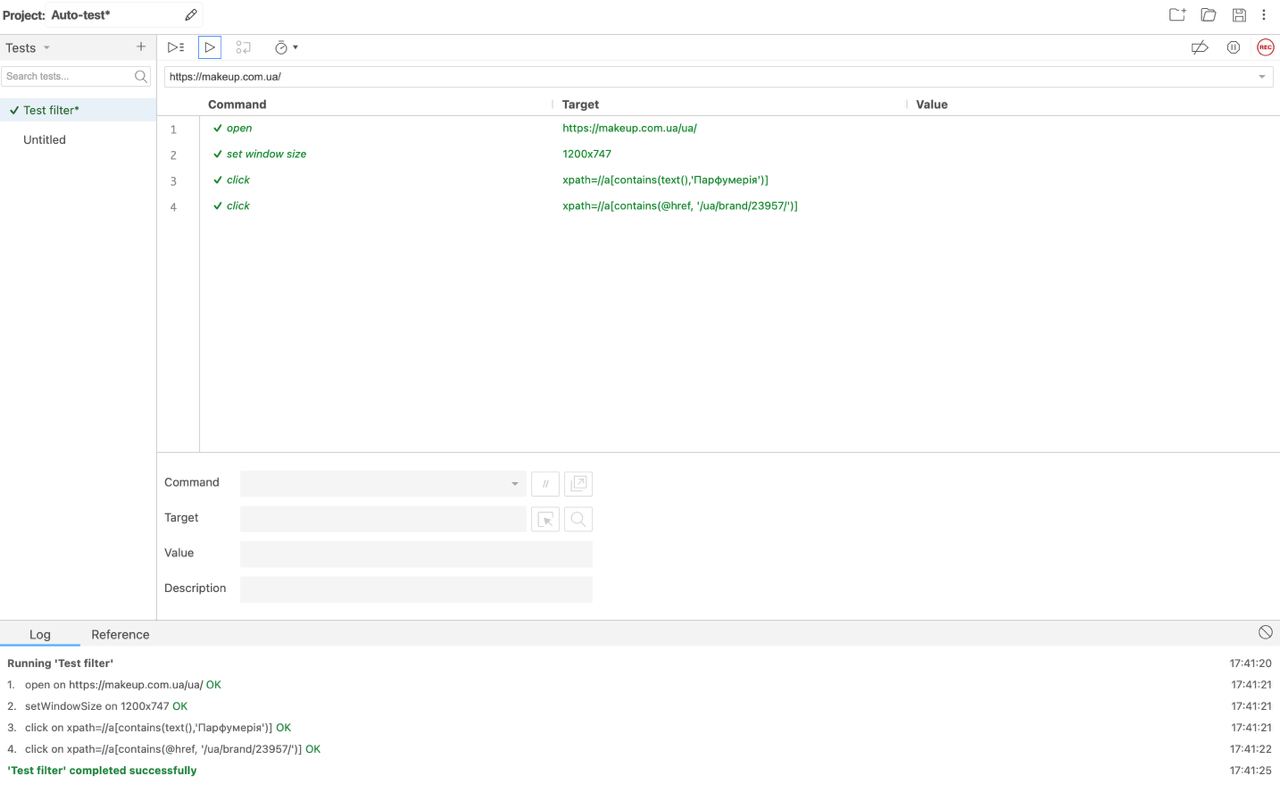 Project: Auto-test*
Tests
REC
Search tests...
https://makeup.com.ua/
Test filter*
Untitled
Command Target Value
1 open https://makeup.com.ua/ua/
2 set window size 1200x747
3 click xpath=//a[contains(text(),'Парфумерія')]
4 click xpath=//a[contains(@href, '/ua/brand/23957/')]
Command //
Target
Value
Description
Log Reference
Running 'Test filter' 17:41:20
1. open on https://makeup.com.ua/ua/ OK 17:41:21
2. setWindowSize on 1200x747 OK 17:41:21
3. click on xpath=//a[contains(text(),'Парфумерія')] OK 17:41:21
4. click on xpath=//a[contains(@href, '/ua/brand/23957/')] OK 17:41:22
'Test filter' completed successfully 17:41:25